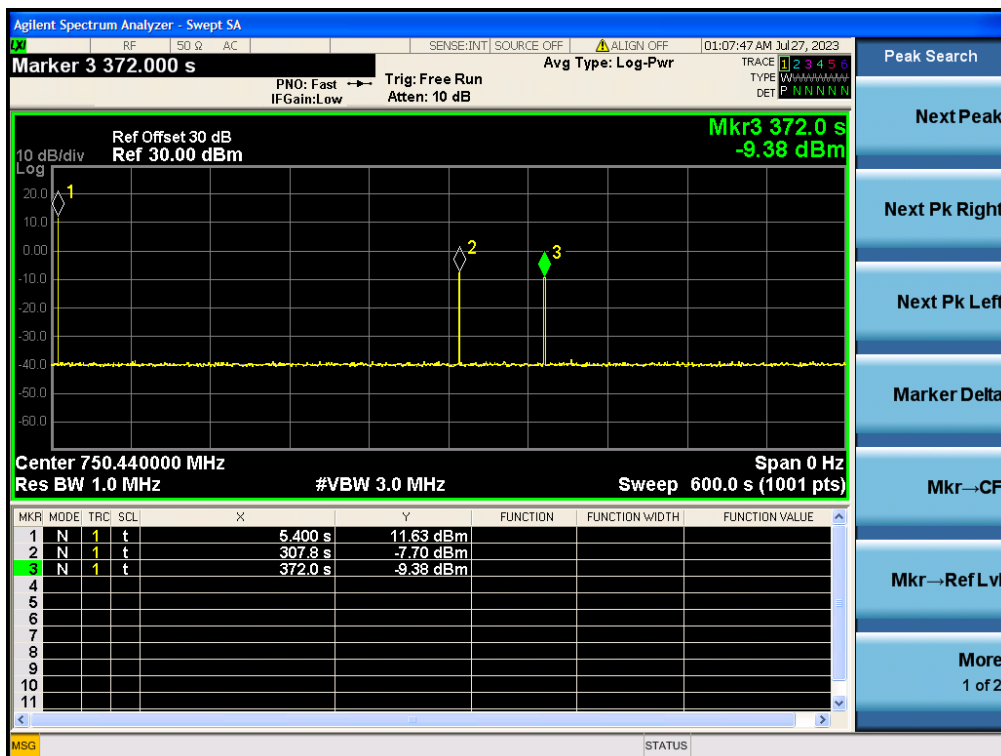 Agilent Spectrum Analyzer - Swept SA
LXI RF 50 Ω AC SENSE:INT SOURCE OFF ALIGN OFF 01:07:47 AM Jul 27, 2023
Marker 3 372.000 s
PNO: Fast
IFGain:Low
Trig: Free Run
Atten: 10 dB
Avg Type: Log-Pwr
TRACE 1 2 3 4 5 6
TYPE
DET P N N N N N
Mkr3 372.0 s
-9.38 dBm
Ref Offset 30 dB
10 dB/div Ref 30.00 dBm
Log
20.0
10.0
0.00
-10.0
-20.0
-30.0
-40.0
-50.0
-60.0
1
2
3
Center 750.440000 MHz Span 0 Hz
Res BW 1.0 MHz #VBW 3.0 MHz Sweep 600.0 s (1001 pts)
MKR MODE TRC SCL X Y FUNCTION FUNCTION WIDTH FUNCTION VALUE
1 N 1 t 5.400 s 11.63 dBm
2 N 1 t 307.8 s -7.70 dBm
3 N 1 t 372.0 s -9.38 dBm
4
5
6
7
8
9
10
11
MSG STATUS
Peak Search
Next Peak
Next Pk Right
Next Pk Left
Marker Delta
Mkr→CF
Mkr→Ref Lvl
More
1 of 2